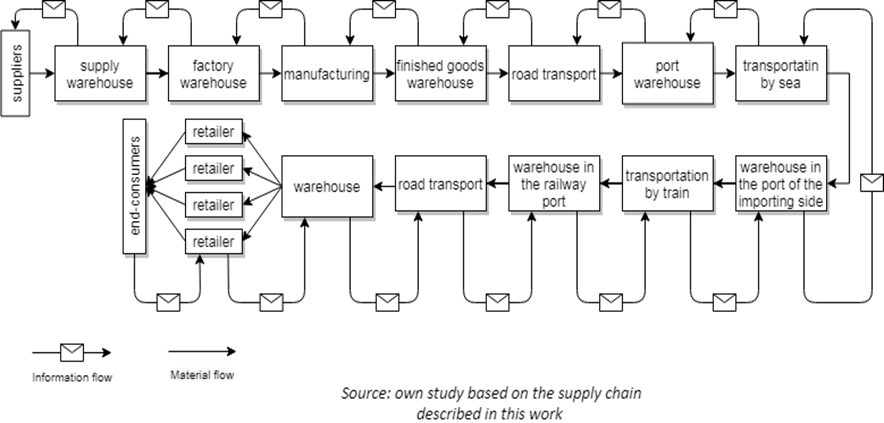 suppliers
supply
warehouse
factory
warehouse
manufacturing
finished goods
warehouse
road transport
port
warehouse
transportatin
by sea
end-consumers
retailer
retailer
retailer
retailer
warehouse
road transport
warehouse in
the railway
port
transportation
by train
warehouse in
the port of the
importing side
Information flow
Material flow
Source: own study based on the supply chain
described in this work